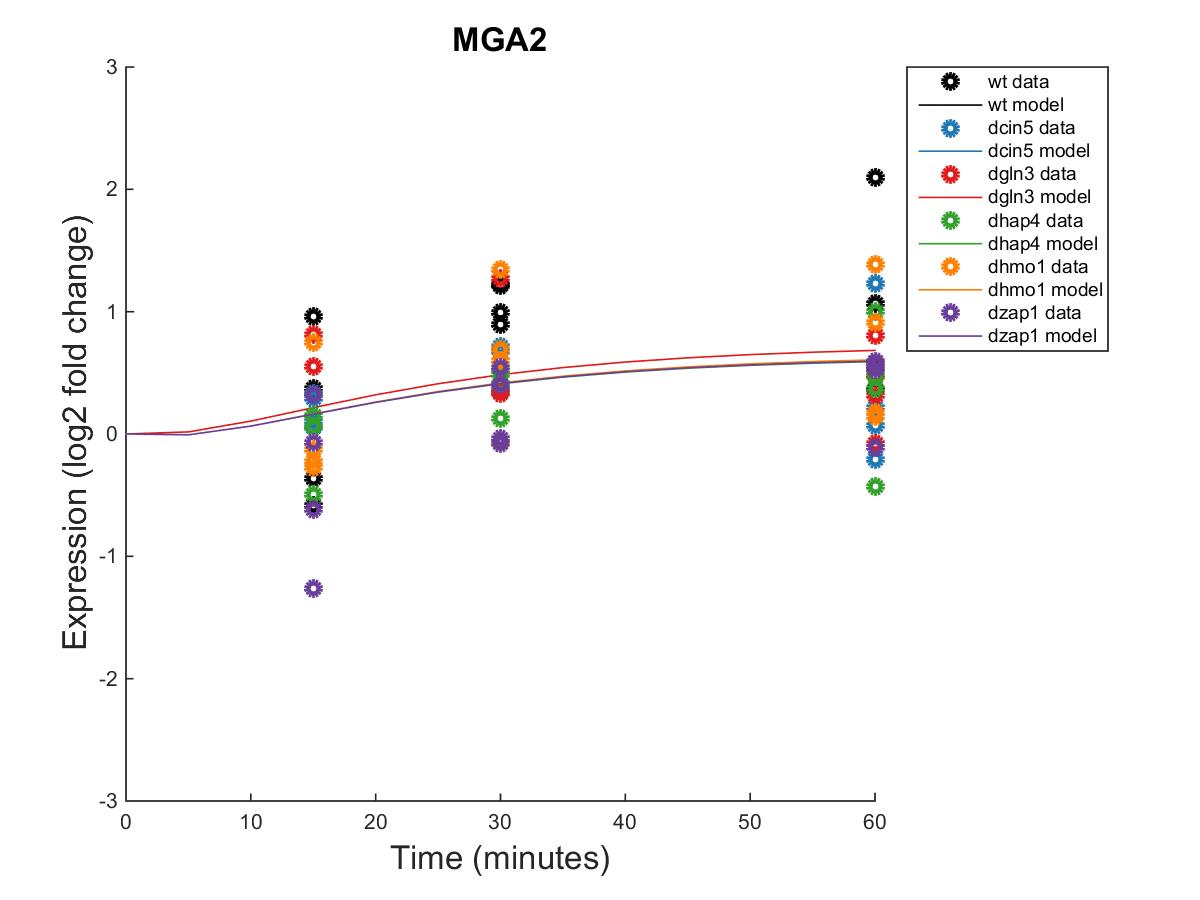 MGA2
Expression (log2 fold change)
3
2
1
0
-1
-2
-3
0 10 20 30 40 50 60
Time (minutes)
wt data
wt model
dcin5 data
dcin5 model
dgln3 data
dgln3 model
dhap4 data
dhap4 model
dhmo1 data
dhmo1 model
dzap1 data
dzap1 model